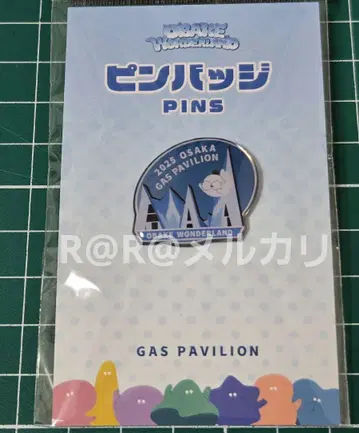 OBAKE
WONDERLAND
ピンバッジ
PINS
2025 OSAKA
GAS PAVILION
OBAKE WONDERLAND
R@R@メルカリ
GAS PAVILION